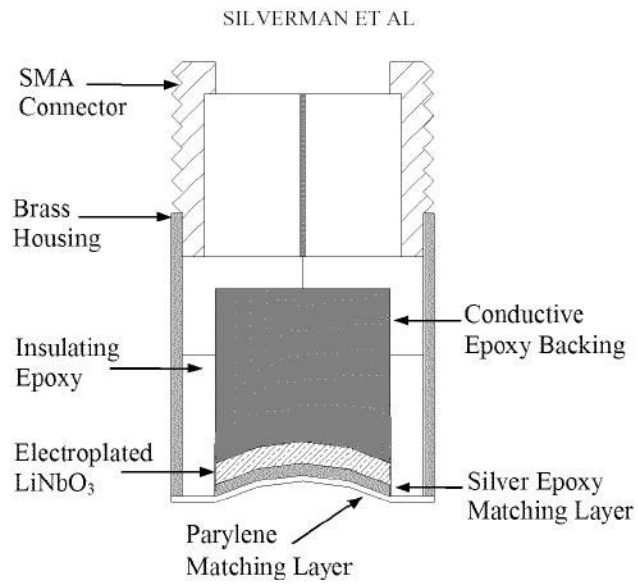 SILVERMAN ET AL
SMA
Connector
Brass
Housing
Conductive
Epoxy Backing
Insulating
Epoxy
Electroplated
LiNbO₃
Silver Epoxy
Matching Layer
Parylene
Matching Layer